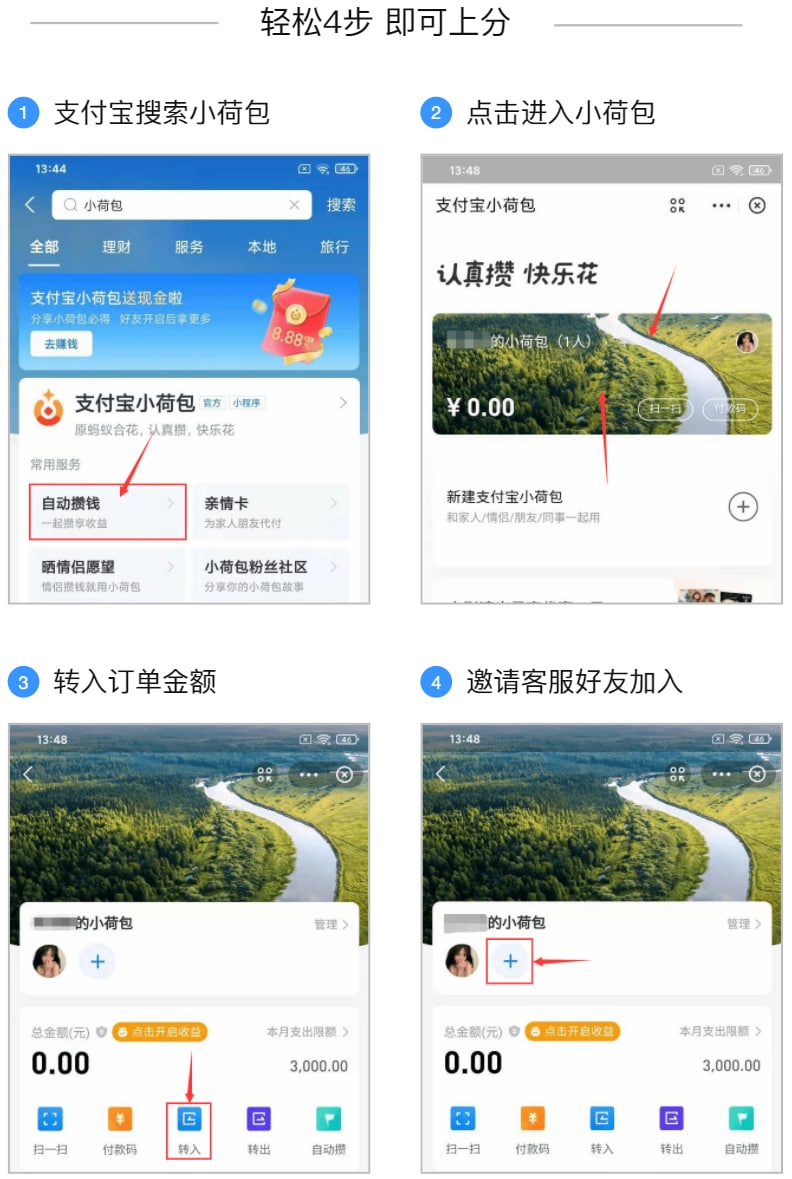 轻松4步 即可上分
1 支付宝搜索小荷包
13:44
46
小荷包
搜索
全部 理财 服务 本地 旅行
支付宝小荷包送现金啦
分享小荷包必得 好友开启后拿更多
去赚钱
8.88元
支付宝小荷包 官方 小程序
原蚂蚁合花，认真攒，快乐花
常用服务
自动攒钱
一起攒享收益
亲情卡
为家人朋友代付
晒情侣愿望
情侣攒钱就用小荷包
小荷包粉丝社区
分享你的小荷包故事
2 点击进入小荷包
13:48
46
支付宝小荷包
认真攒 快乐花
的小荷包（1人）
¥0.00
扫一扫 付款码
新建支付宝小荷包
和家人/情侣/朋友/同事一起用
3 转入订单金额
13:48
46
的小荷包
管理
总金额(元) 点击开启收益
本月支出限额
0.00
3,000.00
扫一扫 付款码 转入 转出 自动攒
4 邀请客服好友加入
13:48
46
的小荷包
管理
总金额(元) 点击开启收益
本月支出限额
0.00
3,000.00
扫一扫 付款码 转入 转出 自动攒